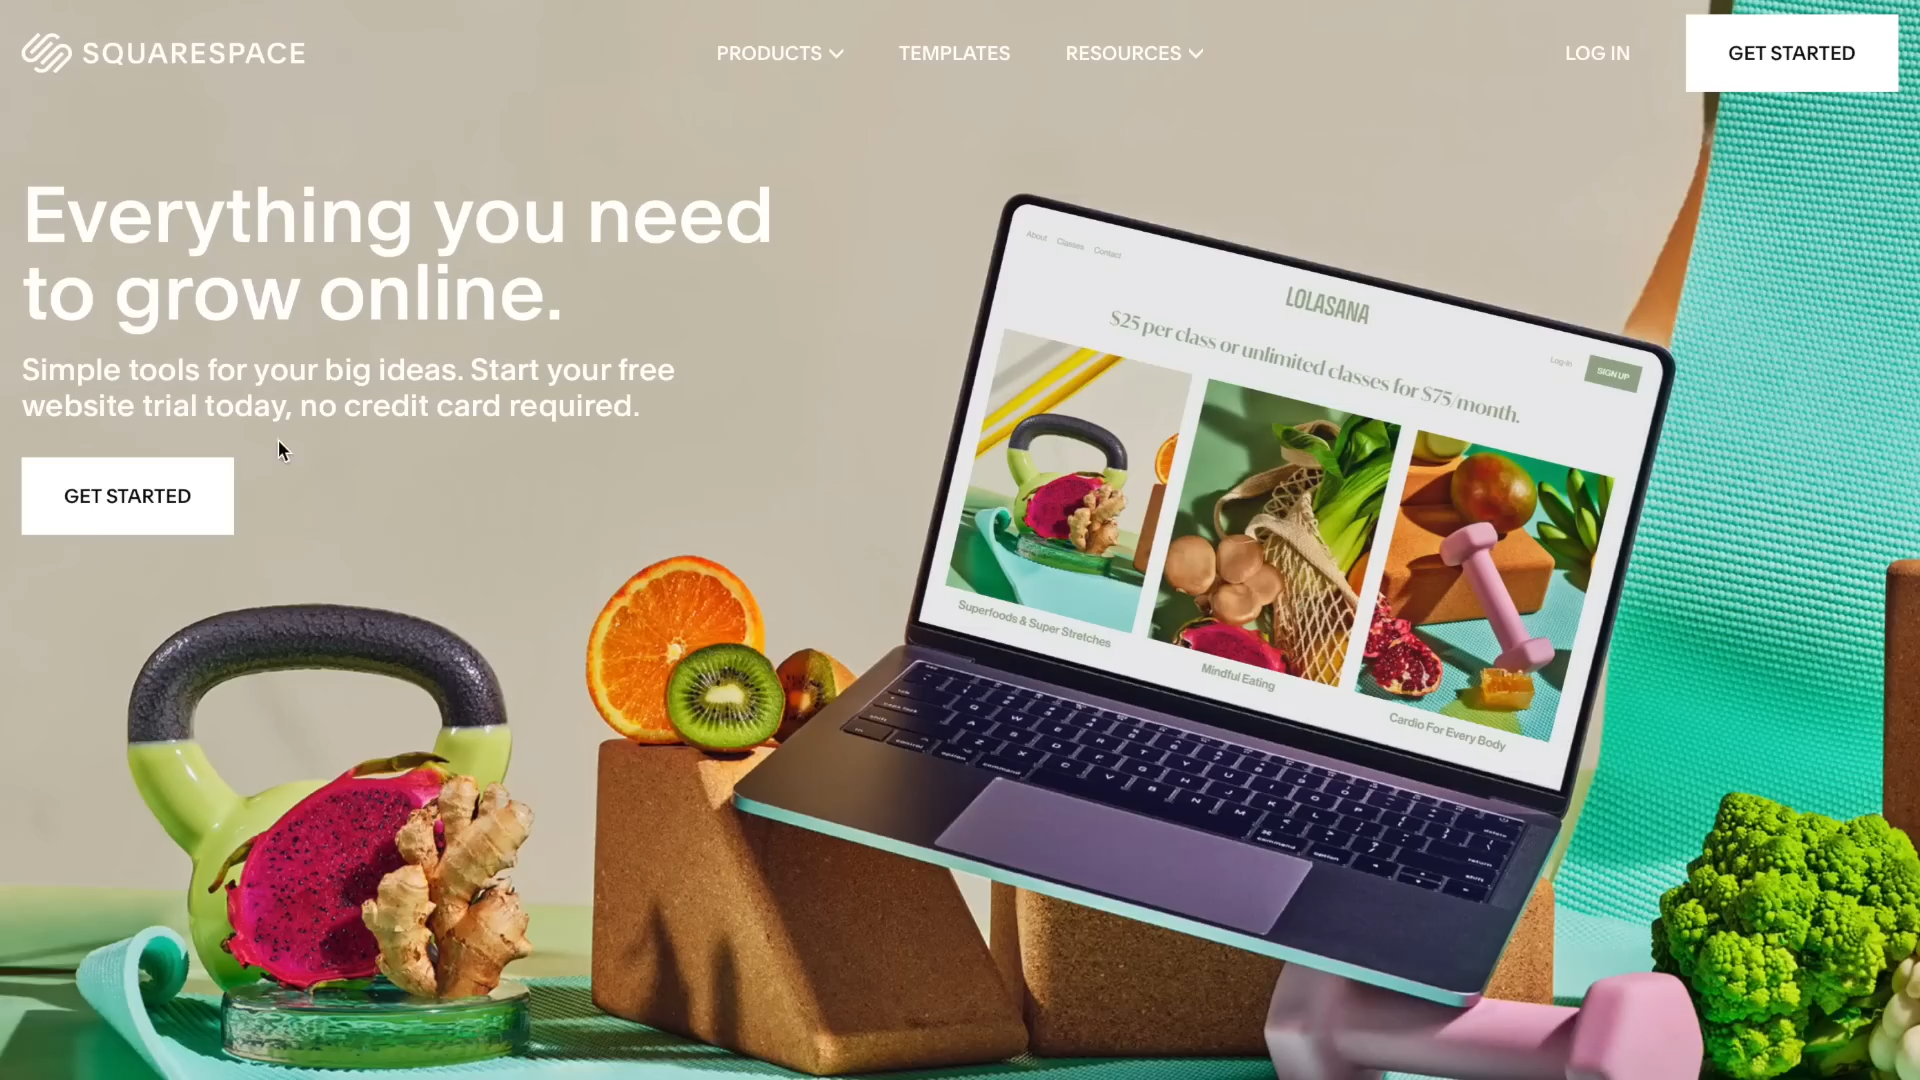 SQUARESPACE
PRODUCTS
TEMPLATES
RESOURCES
LOG IN
GET STARTED
Everything you need
to grow online.
Simple tools for your big ideas. Start your free
website trial today, no credit card required.
GET STARTED
About Classes Contact
LOLASANA
Log in
SIGN UP
$25 per class or unlimited classes for $75/month.
Superfoods & Super Stretches
Mindful Eating
Cardio For Every Body